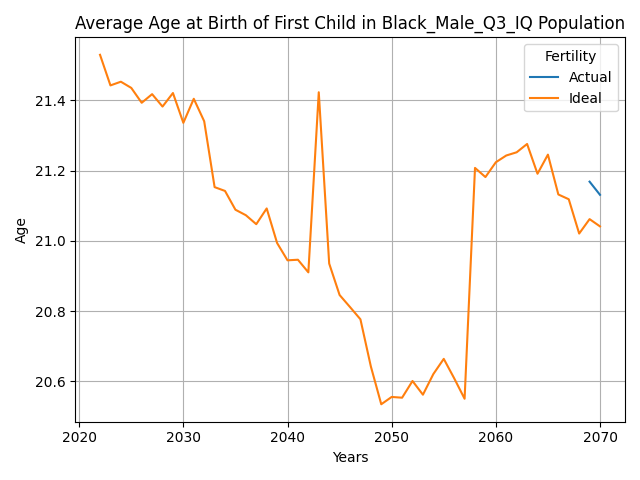 Average Age at Birth of First Child in Black_Male_Q3_IQ Population
Fertility
Actual
Ideal
Age
21.4
21.2
21.0
20.8
20.6
2020 2030 2040 2050 2060 2070
Years